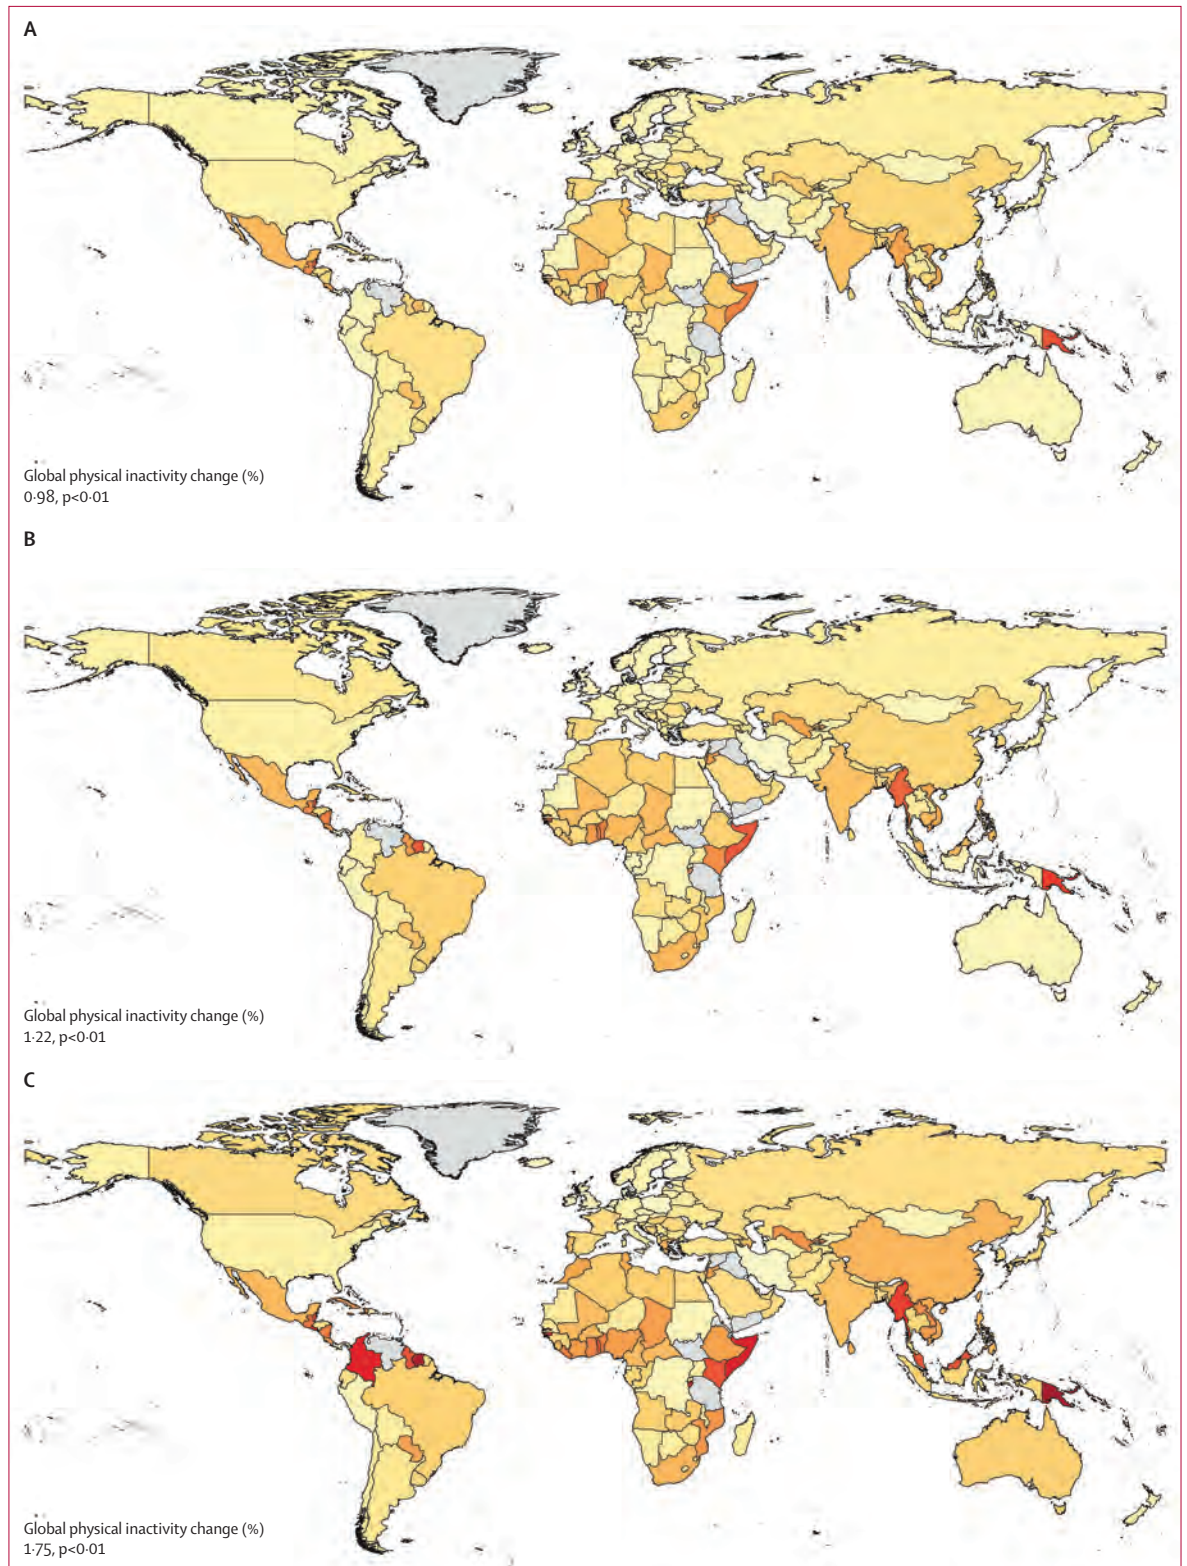 A
Global physical inactivity change (%)
0·98, p<0·01
B
Global physical inactivity change (%)
1·22, p<0·01
C
Global physical inactivity change (%)
1·75, p<0·01